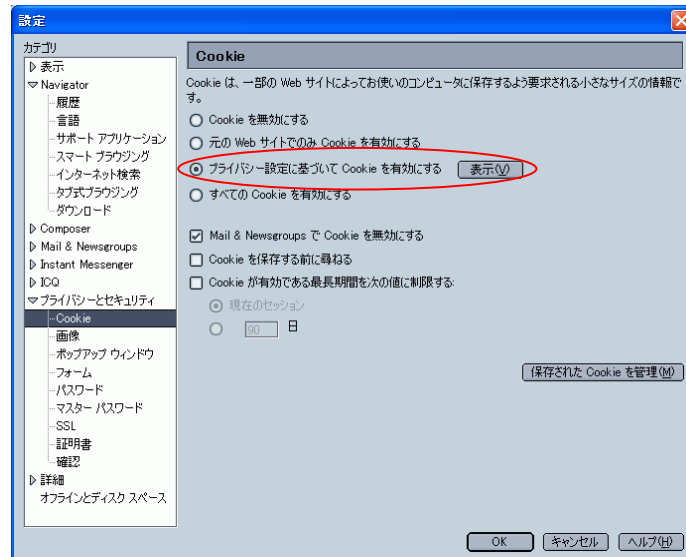 設定
カテゴリ
表示
Navigator
履歴
言語
サポート アプリケーション
スマート ブラウジング
インターネット検索
タブ式ブラウジング
ダウンロード
Composer
Mail & Newsgroups
Instant Messenger
ICQ
プライバシーとセキュリティ
Cookie
画像
ポップアップ ウィンドウ
フォーム
パスワード
マスター パスワード
SSL
証明書
確認
詳細
オフラインとディスク スペース
Cookie
Cookie は、一部の Web サイトによってお使いのコンピュータに保存するよう要求される小さなサイズの情報で
す。
Cookie を無効にする
元の Web サイトでのみ Cookie を有効にする
プライバシー設定に基づいて Cookie を有効にする 表示(V)
すべての Cookie を有効にする
Mail & Newsgroups で Cookie を無効にする
Cookie を保存する前に尋ねる
Cookie が有効である最長期間を次の値に制限する:
現在のセッション
90 日
保存された Cookie を管理(M)
OK キャンセル ヘルプ(H)